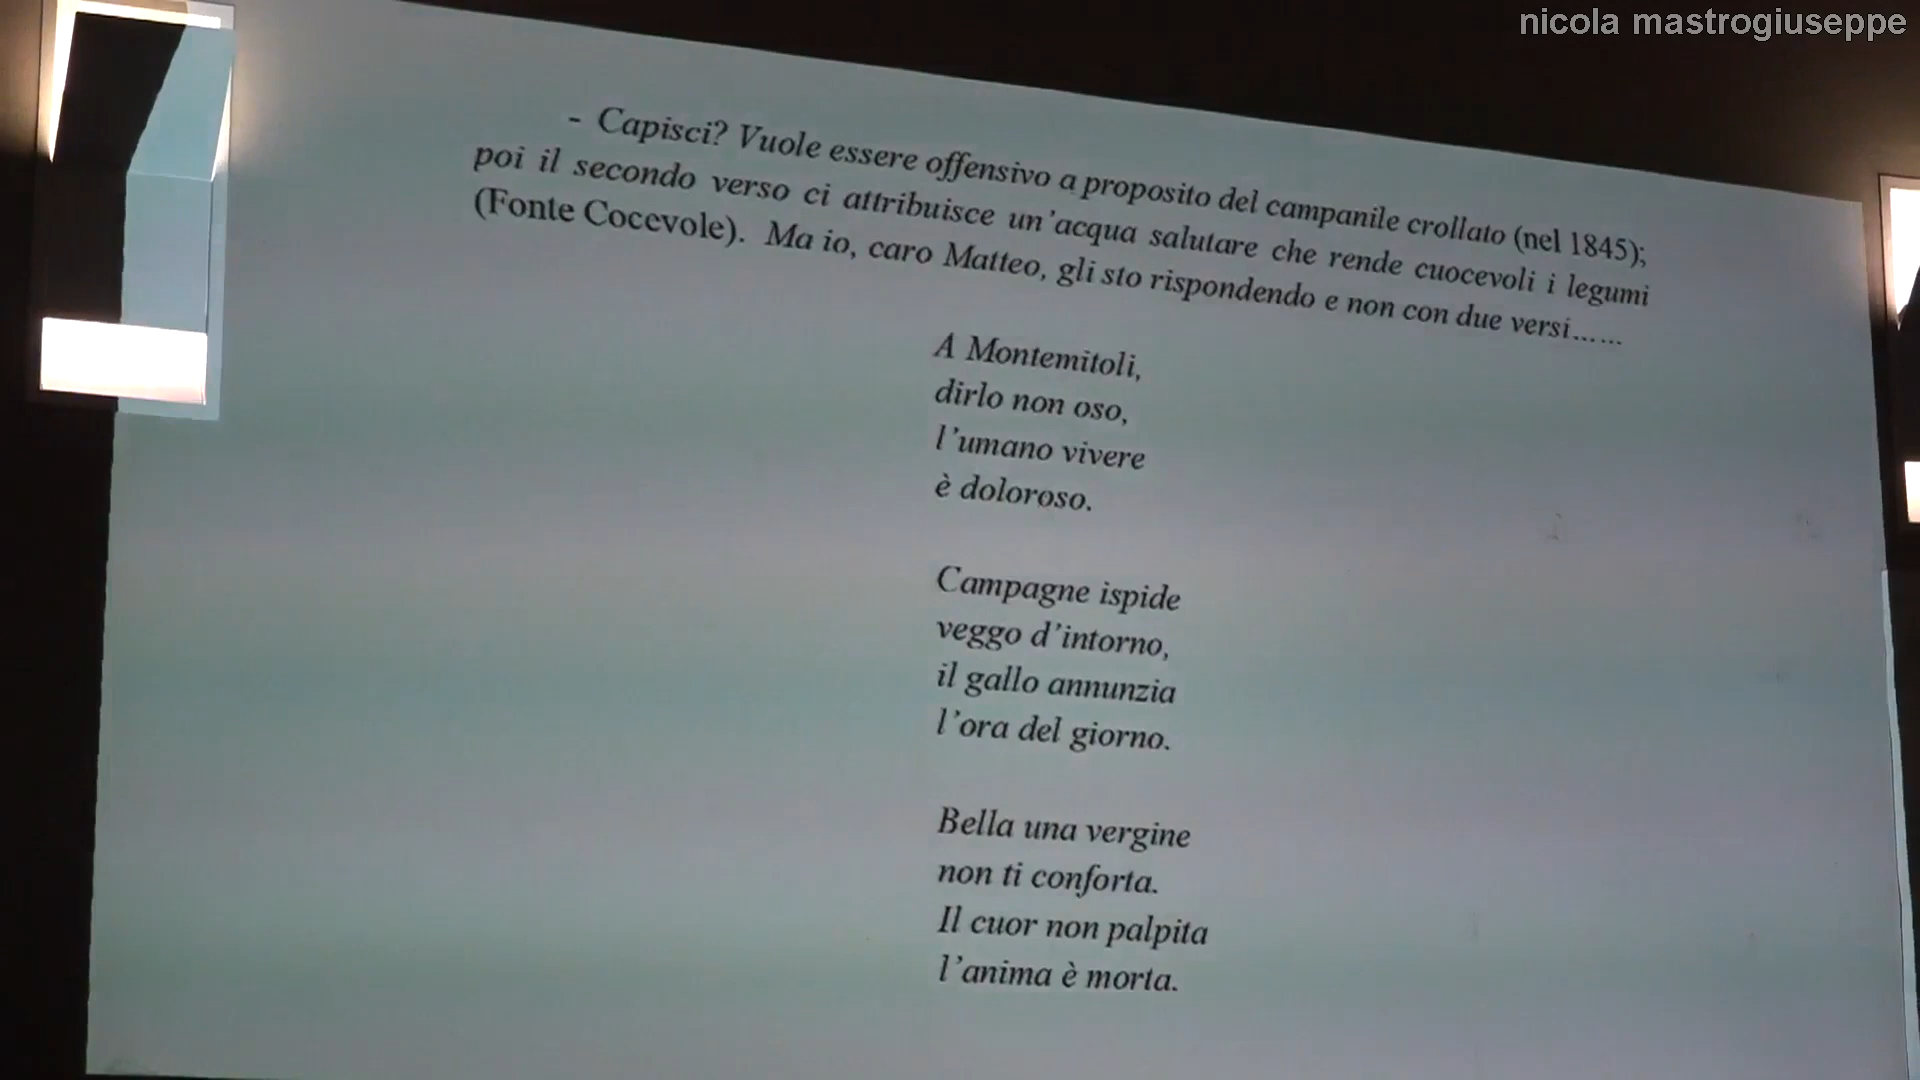 nicola mastrogiuseppe
- Capisci? Vuole essere offensivo a proposito del campanile crollato (nel 1845);
poi il secondo verso ci attribuisce un'acqua salutare che rende cuocevoli i legumi
(Fonte Cocevole). Ma io, caro Matteo, gli sto rispondendo e non con due versi......
A Montemitoli,
dirlo non oso,
l'umano vivere
è doloroso.
Campagne ispide
veggo d'intorno,
il gallo annunzia
l'ora del giorno.
Bella una vergine
non ti conforta.
Il cuor non palpita
l'anima è morta.